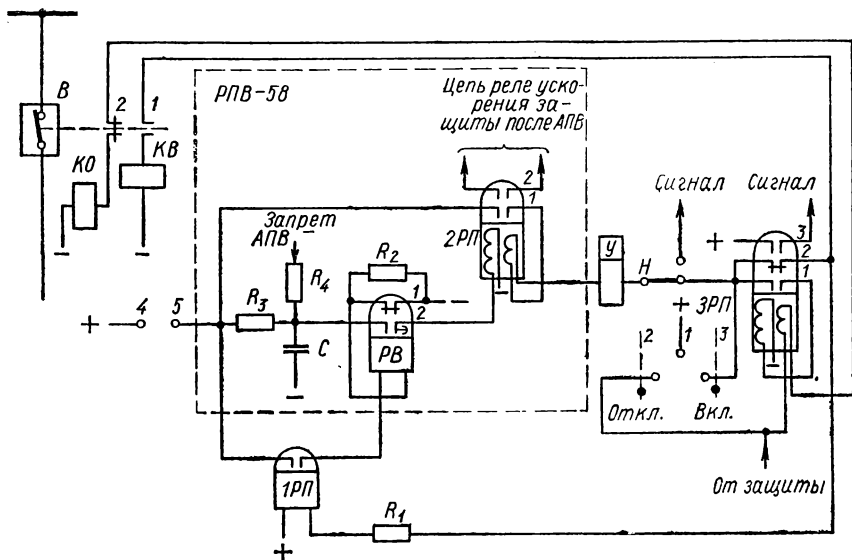 В
2
1
КО
КВ
–
–
РПВ-58
Цепь реле уско-
рения за-
щиты после АПВ
2
1
2РП
–
Запрет
АПВ
R₂
R₄
R₃
1
2
С
РВ
–
+
4
5
Сигнал
Сигнал
У
Н
+
3
2
1
+
3РП
–
2
1
3
Откл.
Вкл.
От защиты
1РП
R₁
+